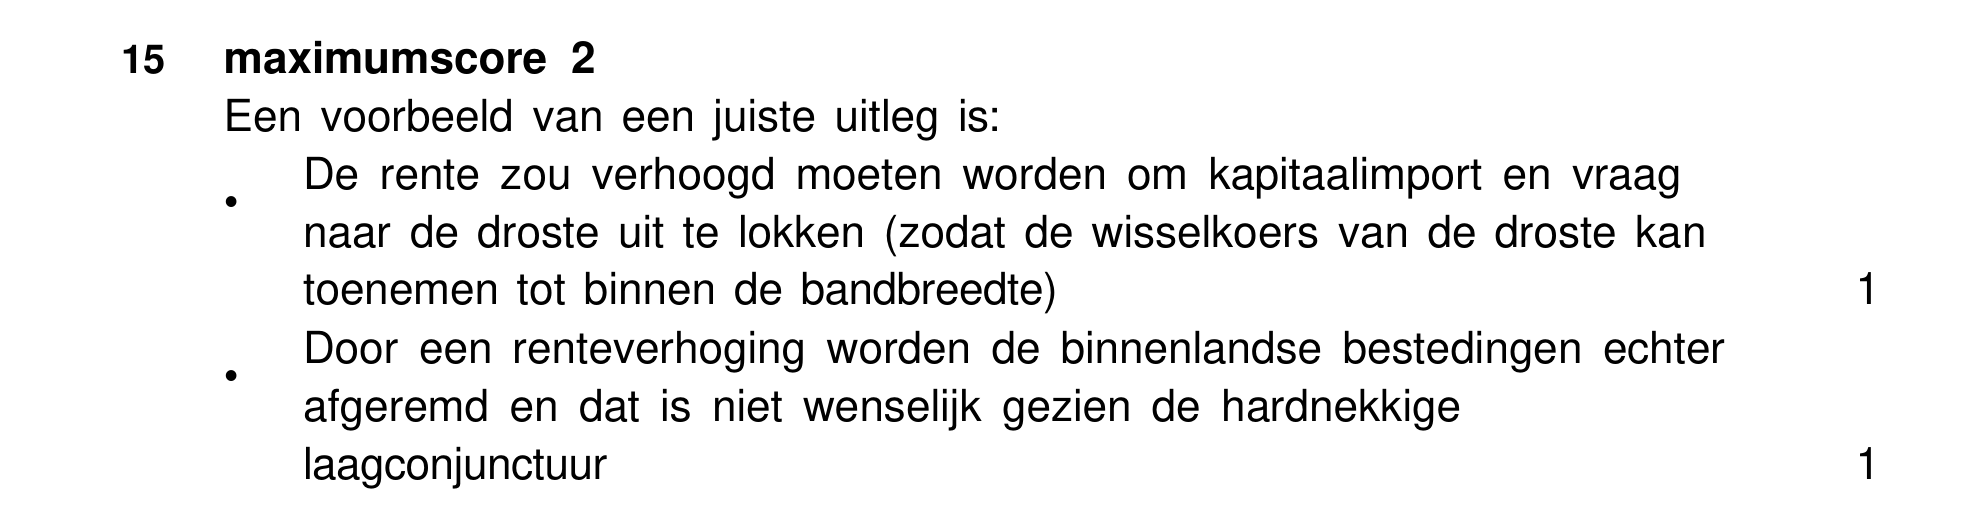 15 maximumscore 2
Een voorbeeld van een juiste uitleg is:
• De rente zou verhoogd moeten worden om kapitaalimport en vraag
naar de droste uit te lokken (zodat de wisselkoers van de droste kan
toenemen tot binnen de bandbreedte) 1
• Door een renteverhoging worden de binnenlandse bestedingen echter
afgeremd en dat is niet wenselijk gezien de hardnekkige
laagconjunctuur 1